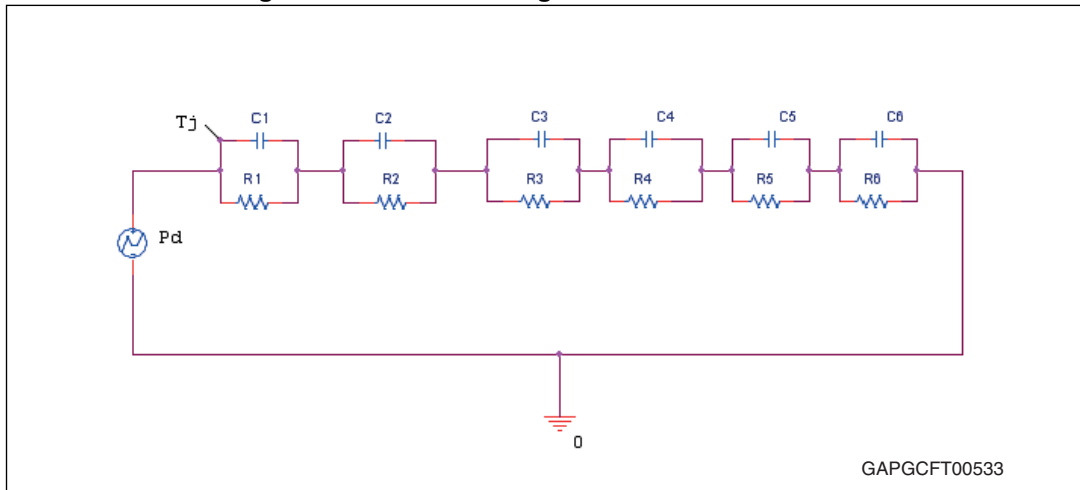 C1 C2 C3 C4 C5 C6
Tj
R1 R2 R3 R4 R5 R6
Pd
0
GAPGCFT00533